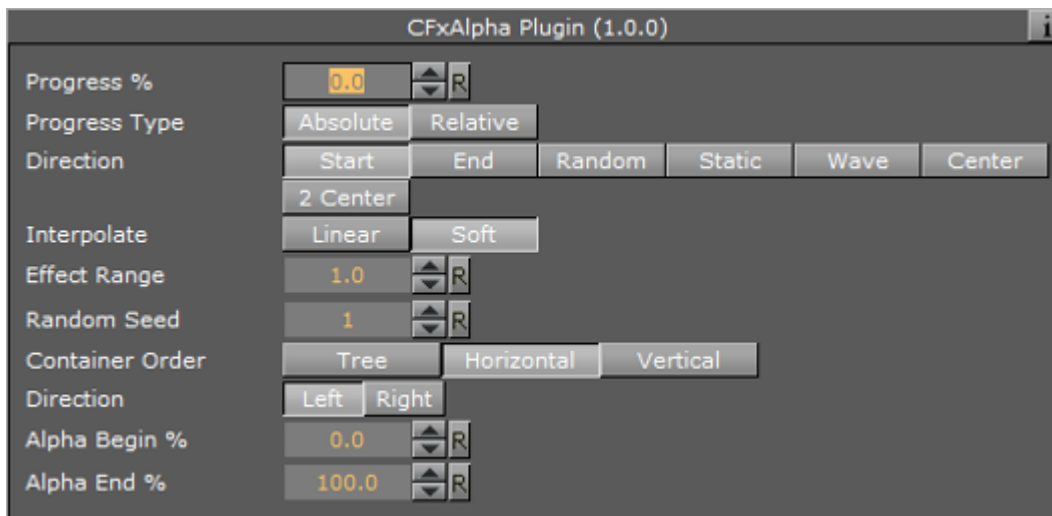 CFxAlpha Plugin (1.0.0) i
Progress % 0.0 R
Progress Type Absolute Relative
Direction Start End Random Static Wave Center
2 Center
Interpolate Linear Soft
Effect Range 1.0 R
Random Seed 1 R
Container Order Tree Horizontal Vertical
Direction Left Right
Alpha Begin % 0.0 R
Alpha End % 100.0 R